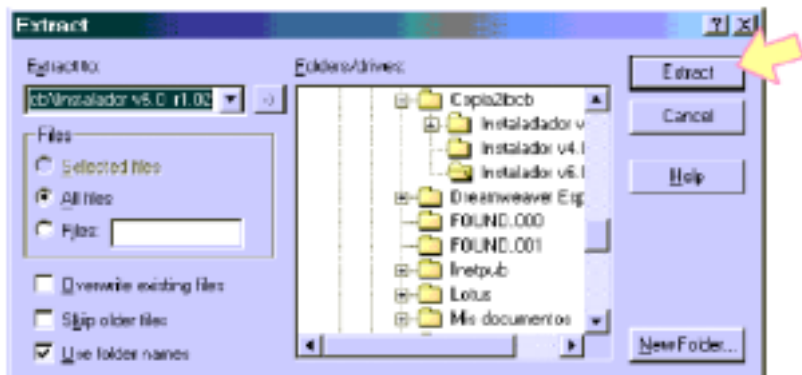 Extract
Extract to:
cb\Instalador v6.0 r1.02
Files
Selected files
All files
Files:
Overwrite existing files
Skip older files
Use folder names
Folders/drives:
Copia2bcb
Instaladador v
Instalador v4.
Instalador v6.
Dreamweaver Esp
FOUND.000
FOUND.001
Inetpub
Lotus
Mis documentos
Extract
Cancel
Help
New Folder...